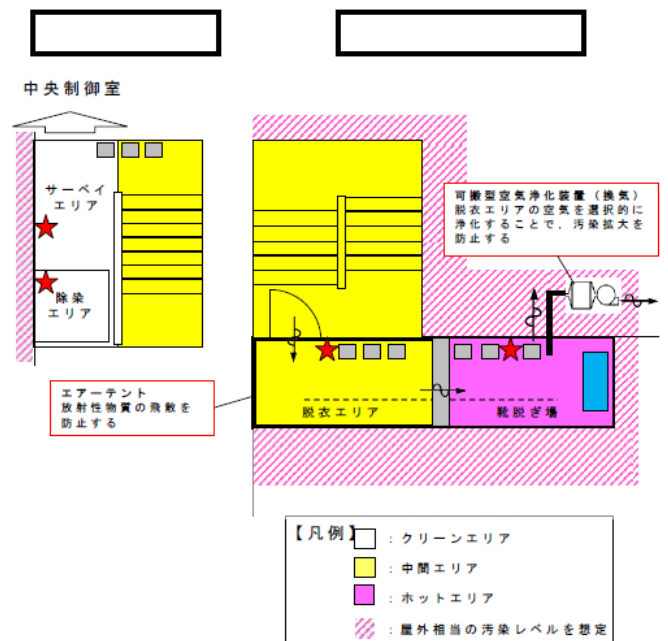 中央制御室
サーベイ
エリア
除染
エリア
可搬型空気浄化装置（換気）
脱衣エリアの空気を選択的に
浄化することで，汚染拡大を
防止する
エアーテント
放射性物質の飛散を
防止する
脱衣エリア
靴脱ぎ場
【凡例】
：クリーンエリア
：中間エリア
：ホットエリア
：屋外相当の汚染レベルを想定